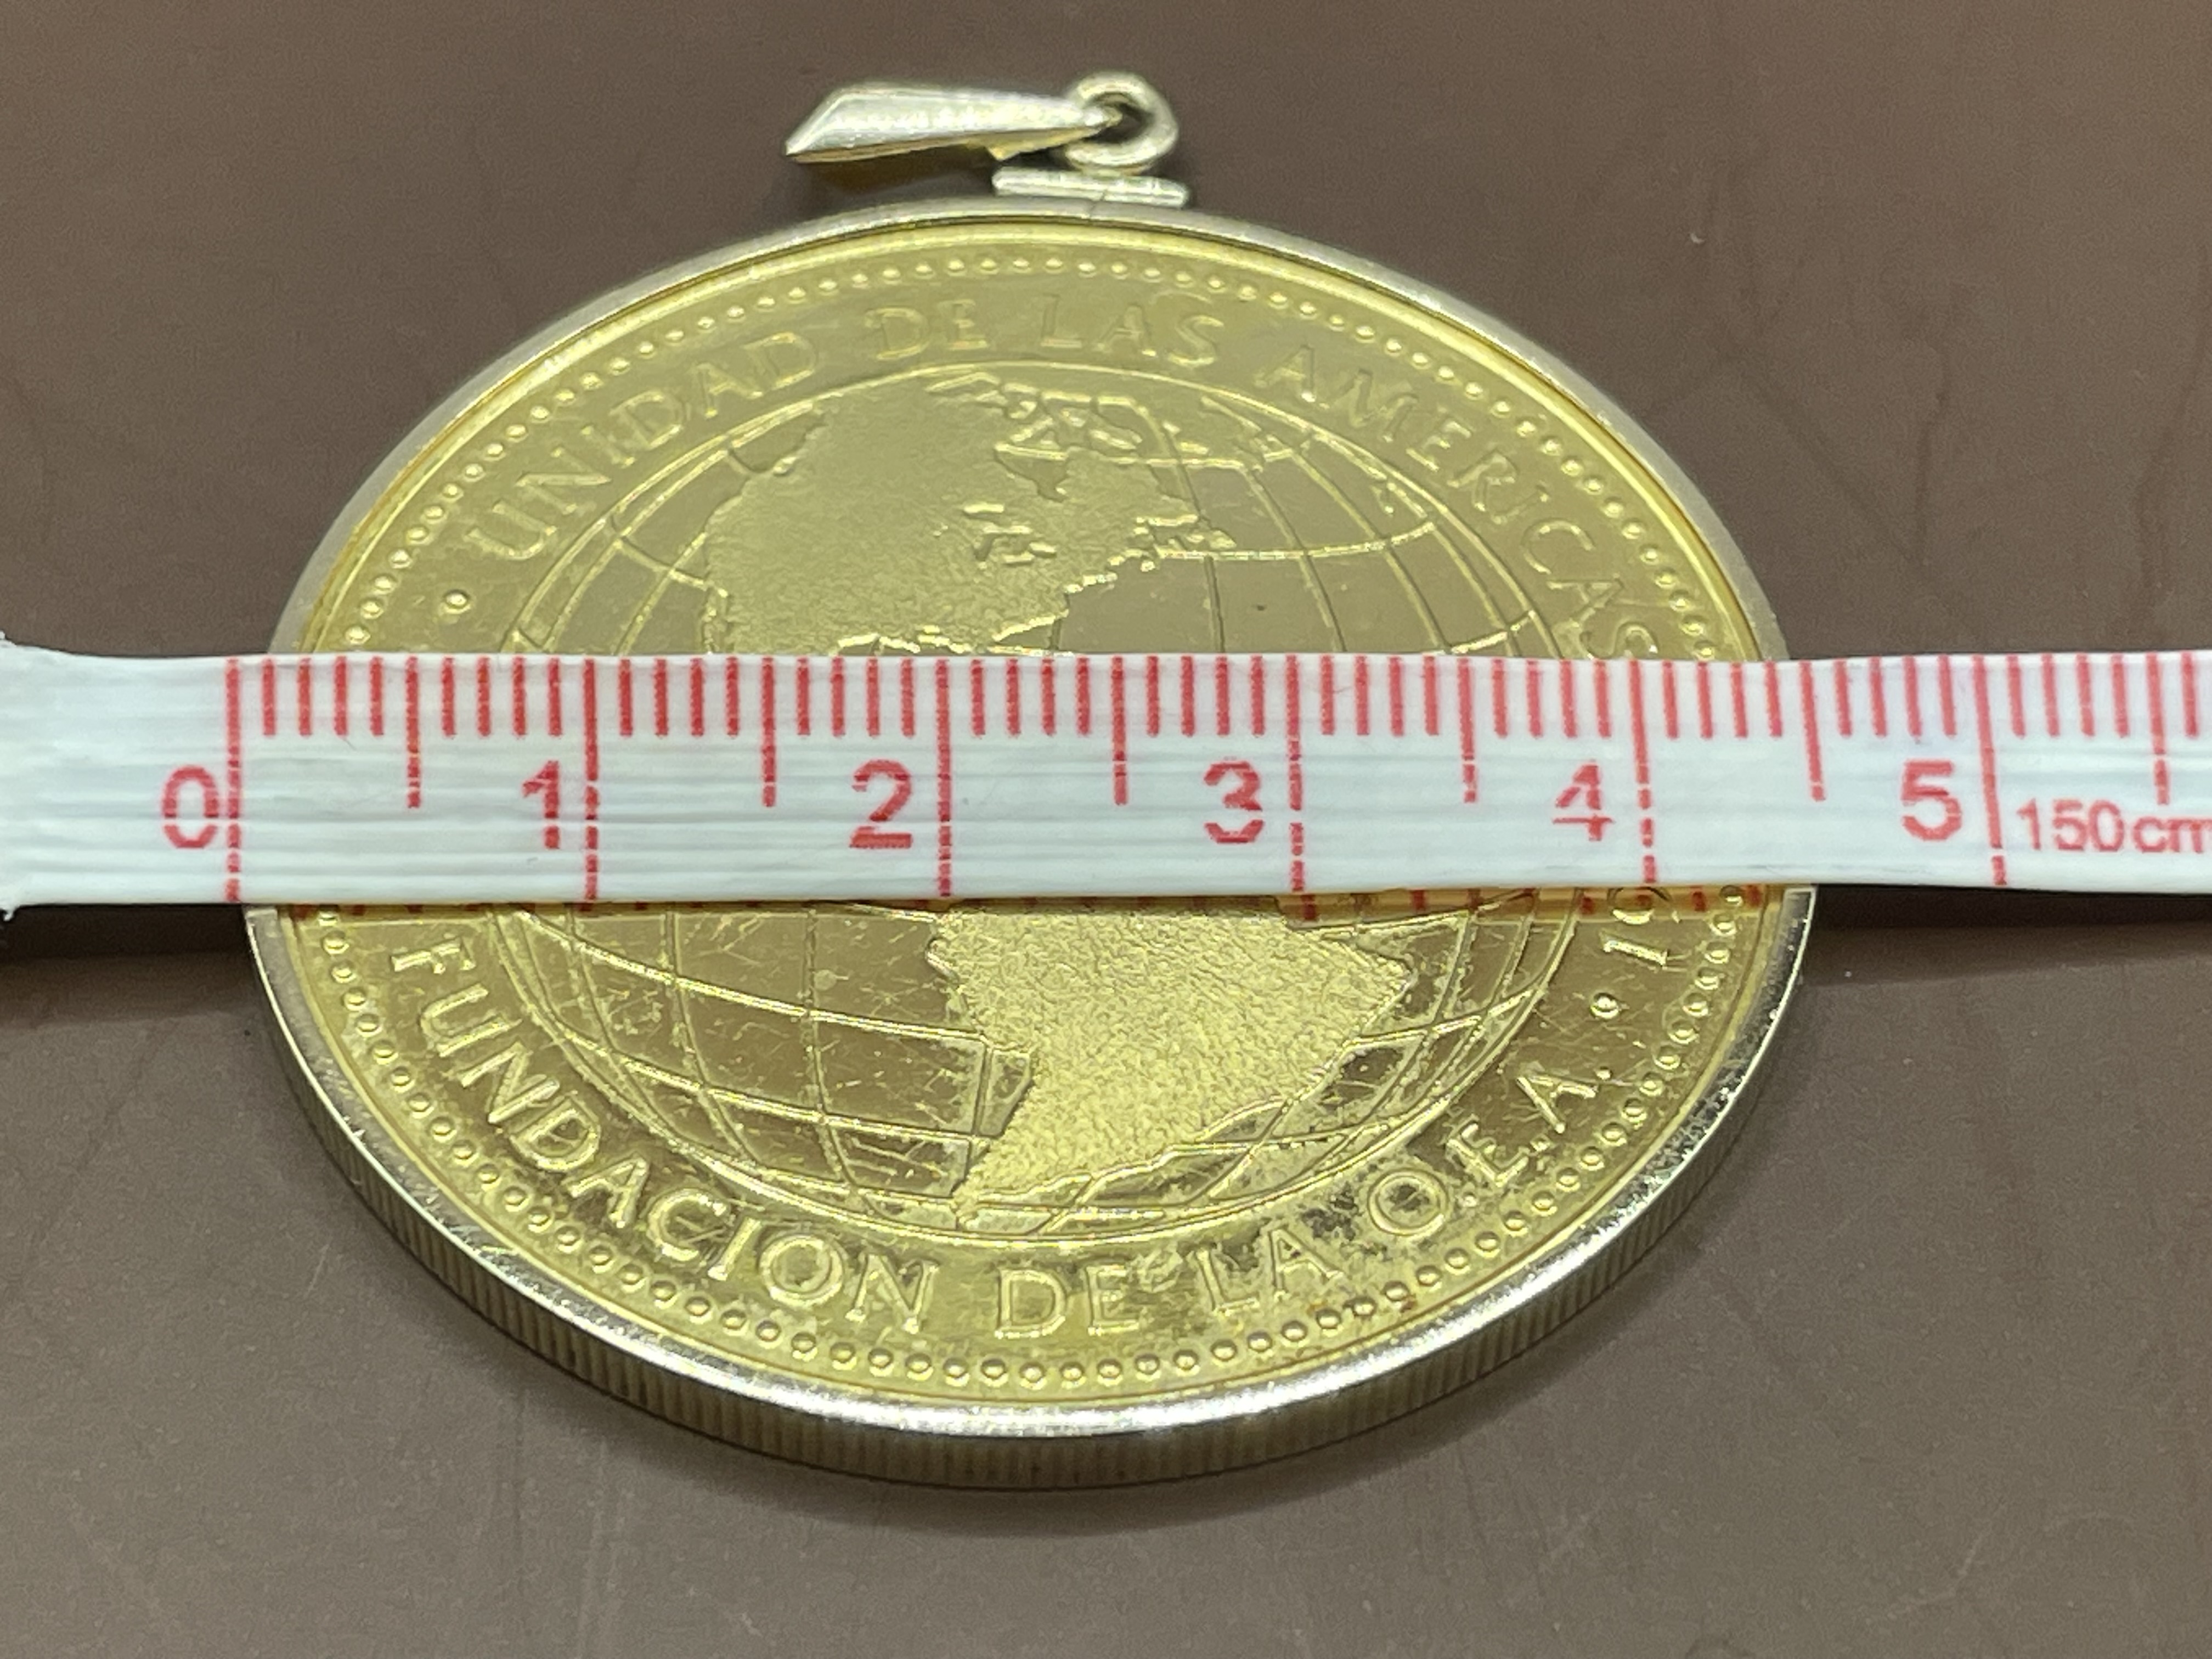 UNIDAD DE LAS AMERICAS
0 1 2 3 4 5 150cm
FUNDACION DE LA O.E.A.